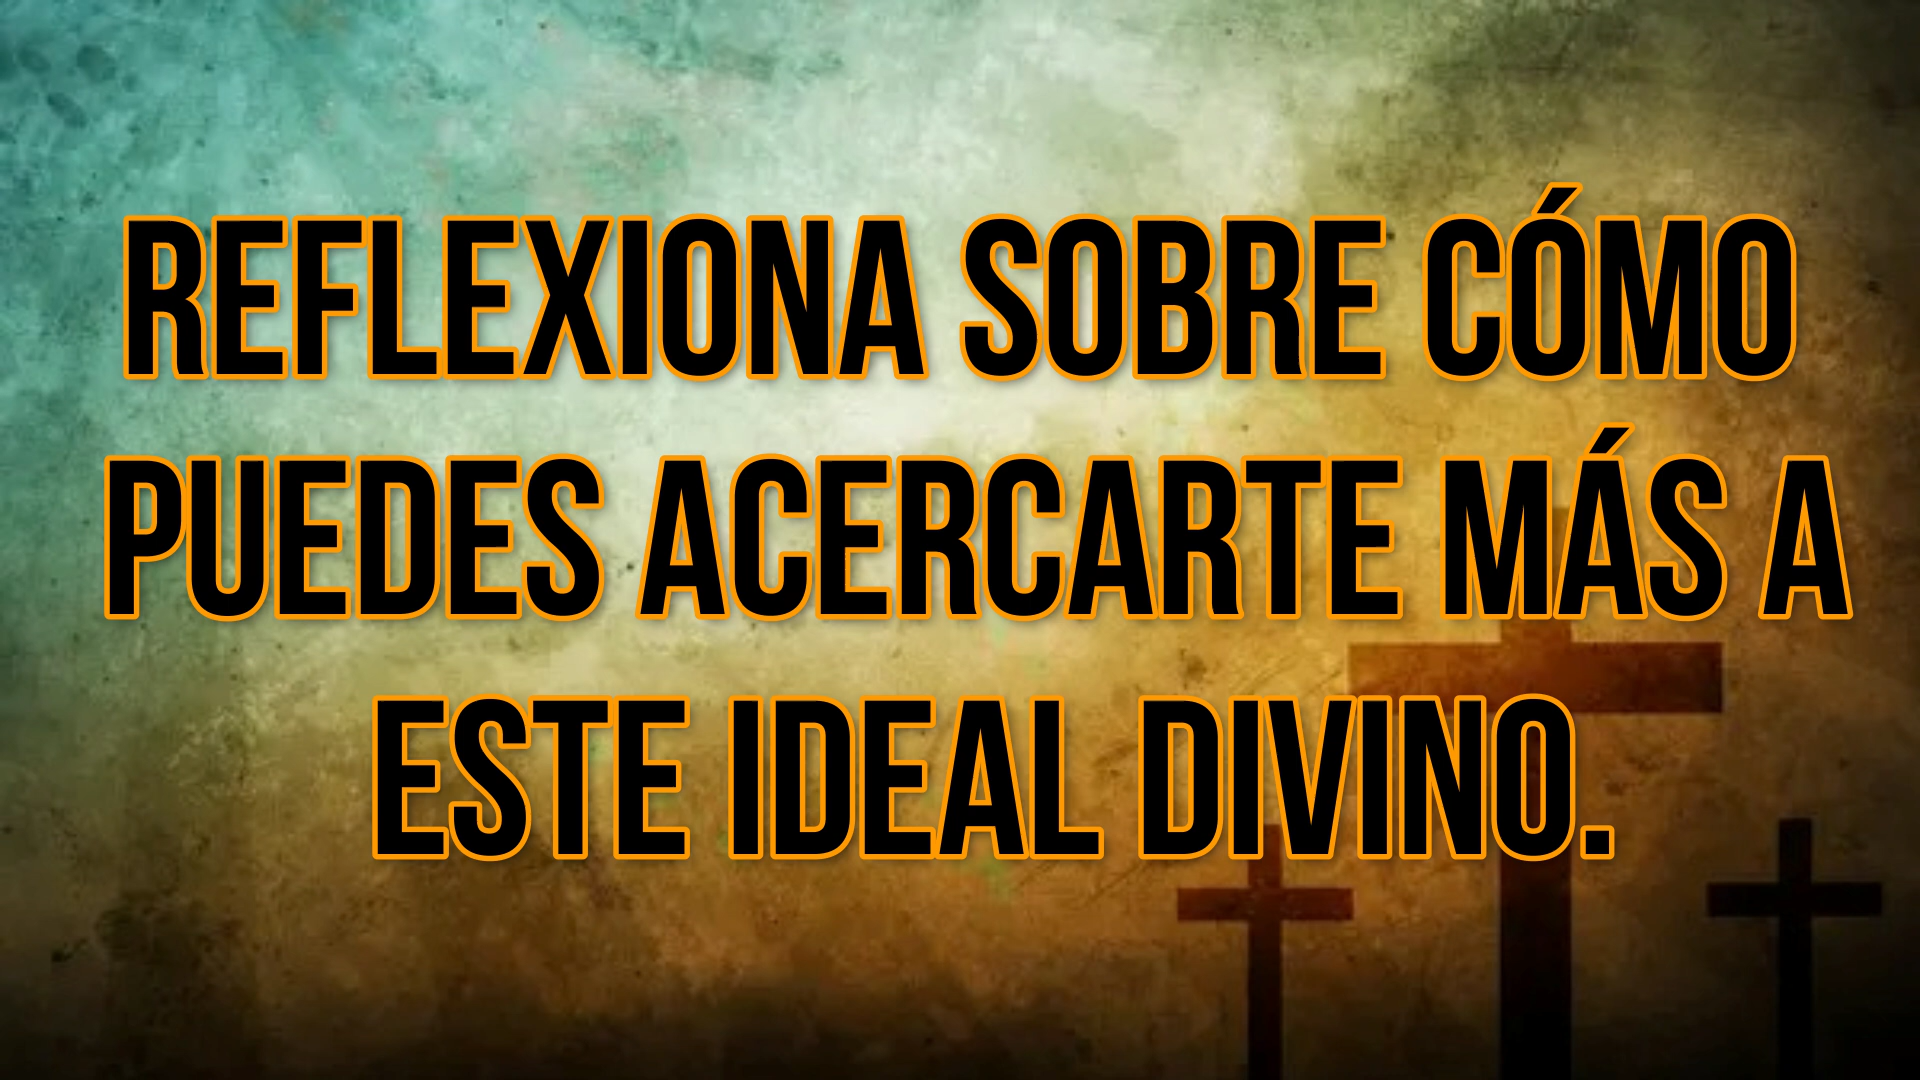 REFLEXIONA SOBRE CÓMO
PUEDES ACERCARTE MÁS A
ESTE IDEAL DIVINO.